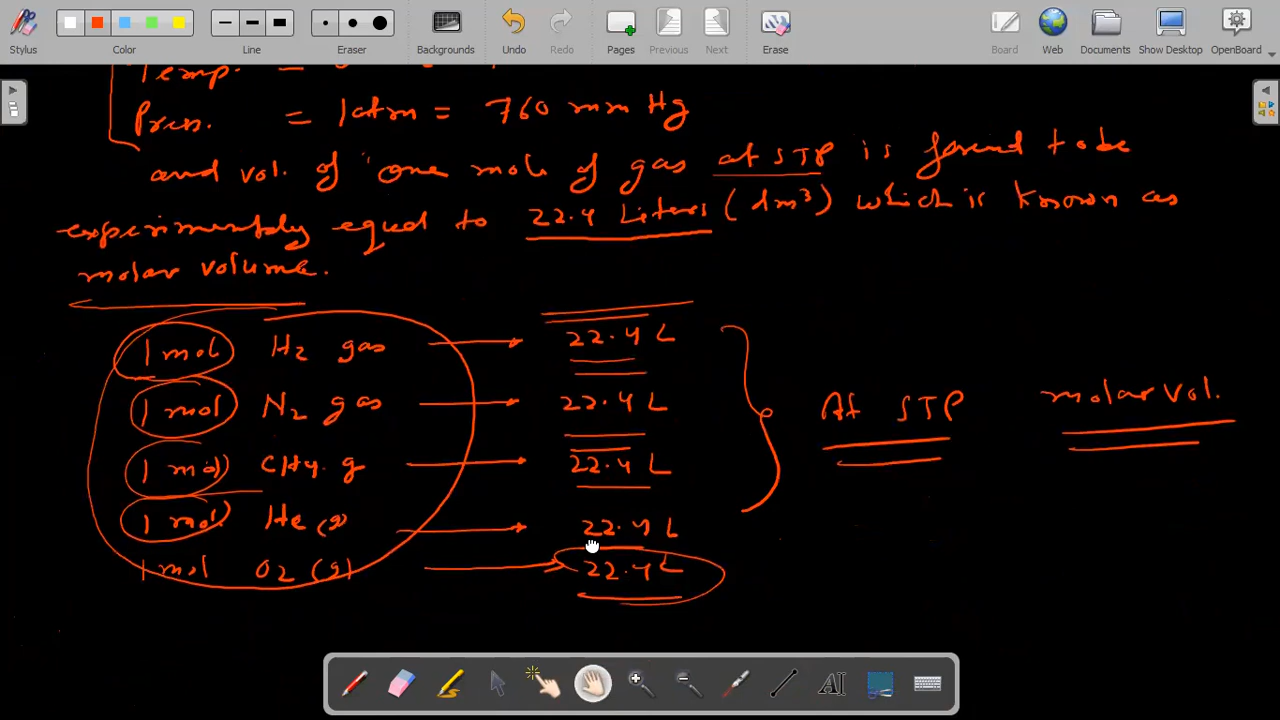 Stylus Color Line Eraser Backgrounds Undo Redo Pages Previous Next Erase Board Web Documents Show Desktop OpenBoard
Temp. =
Pres. = 1 atm = 760 mm Hg
and vol. of one mole of gas at STP is found to be
experimentally equal to 22.4 Liters (dm³) which is known as
molar volume.
1 mol H2 gas → 22.4 L
1 mol N2 gas → 22.4 L
1 mol CH4. g → 22.4 L
At STP molar vol.
1 mol He (g) → 22.4 L
1 mol O2 (g) → 22.4 L